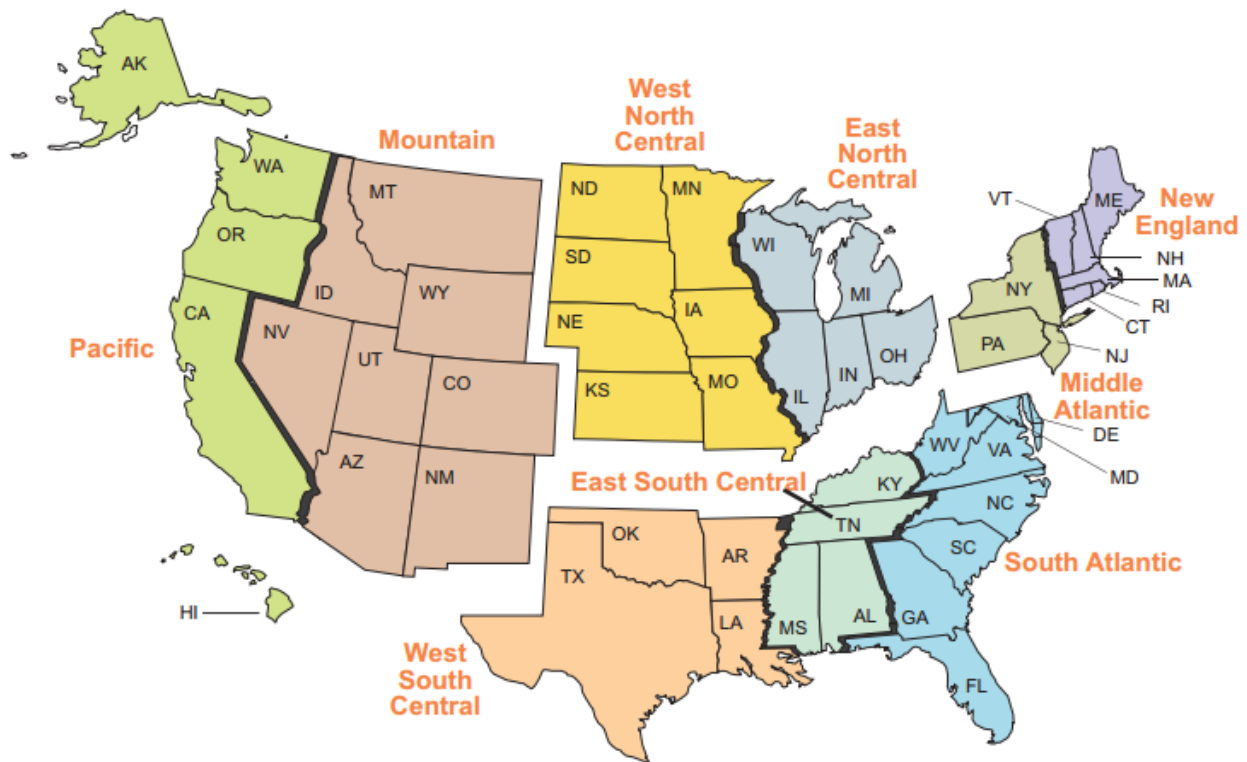 AK
West
North
Central
Mountain
East
North
Central
WA
MT
ND
MN
VT
ME
New
England
OR
WI
NH
SD
MA
ID
WY
MI
NY
RI
CA
NV
NE
IA
CT
Pacific
UT
OH
PA
NJ
CO
KS
MO
IL
IN
Middle
Atlantic
DE
WV
VA
AZ
NM
MD
East South Central
KY
NC
OK
TN
AR
SC
South Atlantic
TX
HI
LA
MS
AL
GA
West
South
Central
FL